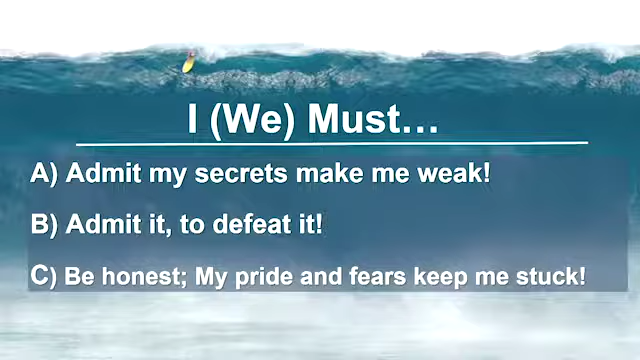 I (We) Must…
A) Admit my secrets make me weak!
B) Admit it, to defeat it!
C) Be honest; My pride and fears keep me stuck!